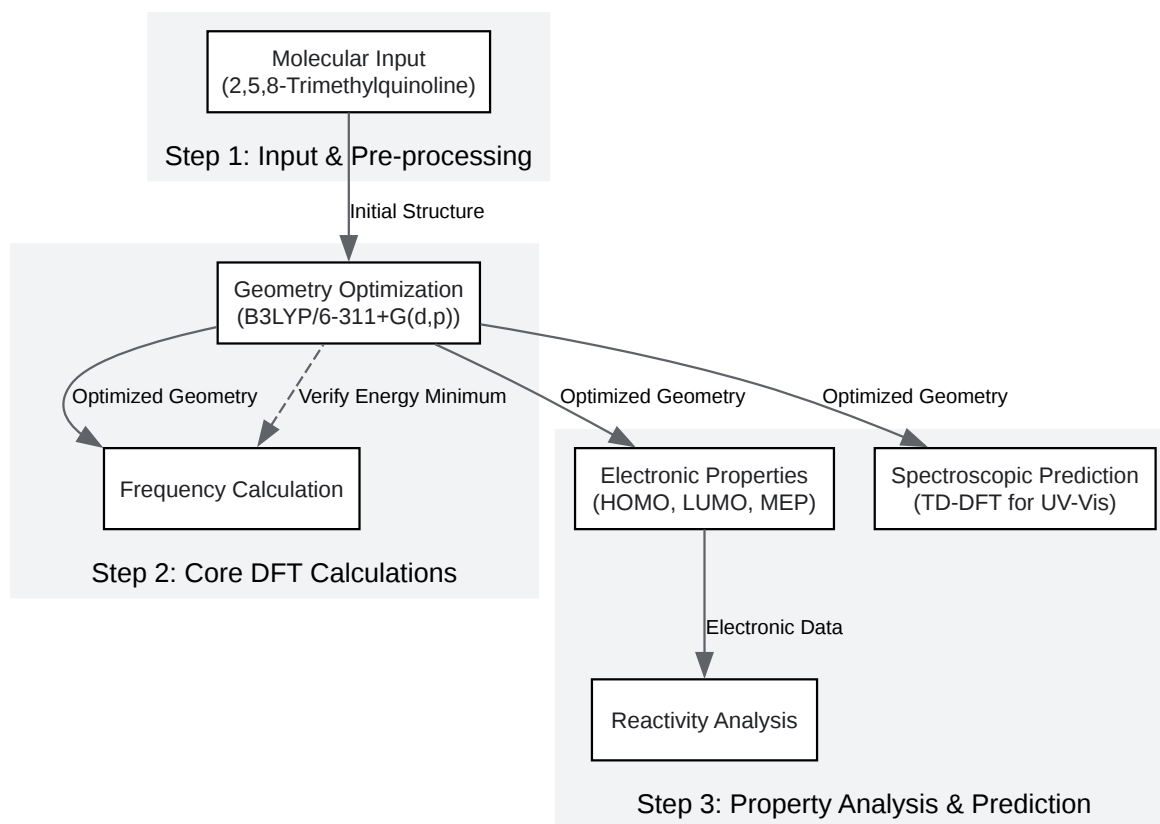 Molecular Input
(2,5,8-Trimethylquinoline)
Step 1: Input & Pre-processing
Initial Structure
Geometry Optimization
(B3LYP/6-311+G(d,p))
Optimized Geometry
Verify Energy Minimum
Optimized Geometry
Optimized Geometry
Frequency Calculation
Electronic Properties
(HOMO, LUMO, MEP)
Spectroscopic Prediction
(TD-DFT for UV-Vis)
Step 2: Core DFT Calculations
Electronic Data
Reactivity Analysis
Step 3: Property Analysis & Prediction